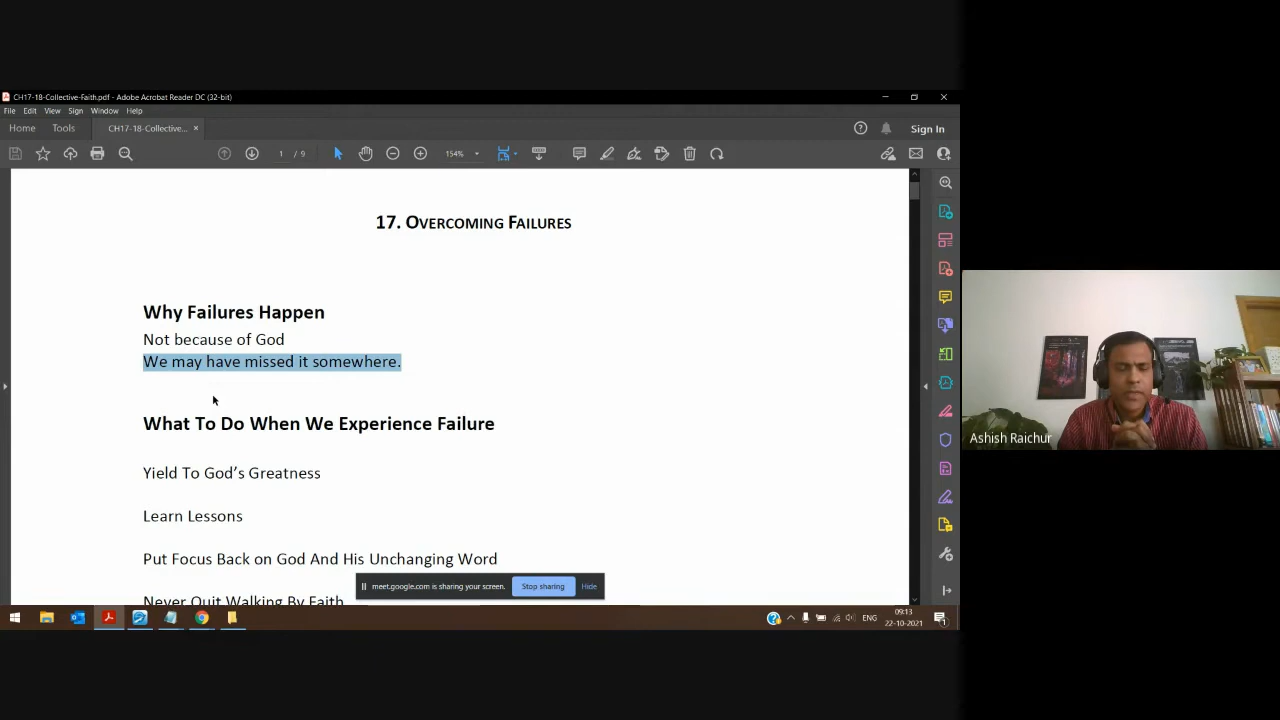 CH17-18-Collective-Faith.pdf - Adobe Acrobat Reader DC (32-bit)
File Edit View Sign Window Help
Home Tools CH17-18-Collective... × Sign In
1 / 9 154%
17. OVERCOMING FAILURES
Why Failures Happen
Not because of God
We may have missed it somewhere.
What To Do When We Experience Failure
Yield To God's Greatness
Learn Lessons
Put Focus Back on God And His Unchanging Word
Never Quit Walking By Faith
meet.google.com is sharing your screen. Stop sharing Hide
Ashish Raichur
ENG
09:13
22-10-2021